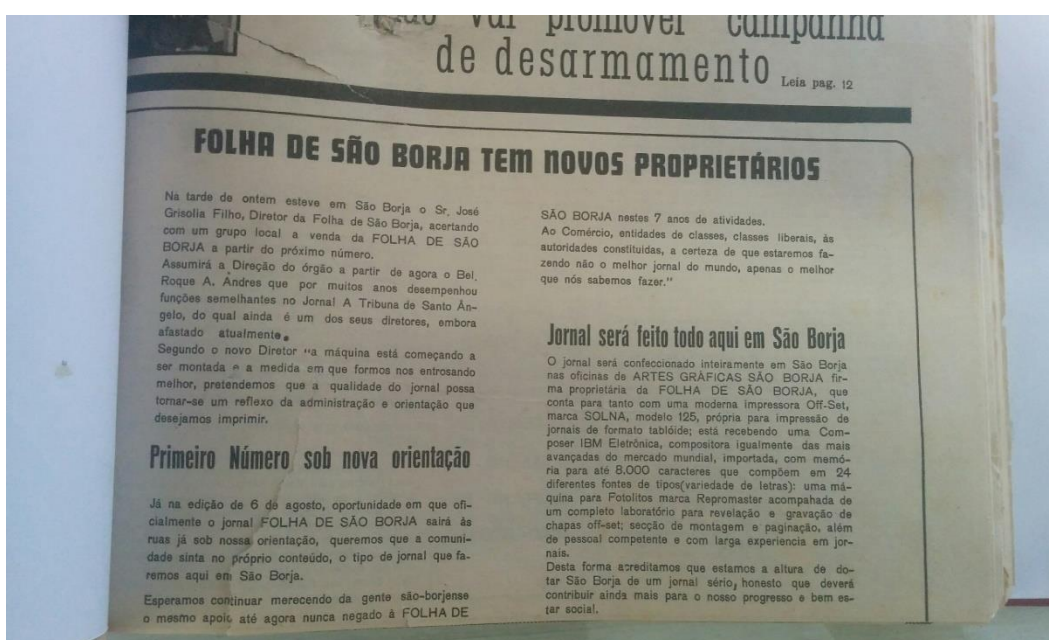 vai promover campanha
de desarmamento Leia pag. 12
FOLHA DE SÃO BORJA TEM NOVOS PROPRIETÁRIOS
Na tarde de ontem esteve em São Borja o Sr. José
Grisolia Filho, Diretor da Folha de São Borja, acertando
com um grupo local a venda da FOLHA DE SÃO
BORJA a partir do próximo número.
Assumirá a Direção do órgão a partir de agora o Bel.
Roque A. Andres que por muitos anos desempenhou
funções semelhantes no Jornal A Tribuna de Santo Ân-
gelo, do qual ainda é um dos seus diretores, embora
afastado atualmente.
Segundo o novo Diretor "a máquina está começando a
ser montada e a medida em que formos nos entrosando
melhor, pretendemos que a qualidade do jornal possa
tornar-se um reflexo da administração e orientação que
desejamos imprimir.
Primeiro Número sob nova orientação
Já na edição de 6 de agosto, oportunidade em que ofi-
cialmente o jornal FOLHA DE SÃO BORJA sairá às
ruas já sob nossa orientação, queremos que a comuni-
dade sinta no próprio conteúdo, o tipo de jornal que fa-
remos aqui em São Borja.
Esperamos continuar merecendo da gente são-borjense
o mesmo apoio até agora nunca negado à FOLHA DE
SÃO BORJA nestes 7 anos de atividades.
Ao Comércio, entidades de classes, classes liberais, às
autoridades constituídas, a certeza de que estaremos fa-
zendo não o melhor jornal do mundo, apenas o melhor
que nós sabemos fazer."
Jornal será feito todo aqui em São Borja
O jornal será confeccionado inteiramente em São Borja
nas oficinas de ARTES GRÁFICAS SÃO BORJA fir-
ma proprietária da FOLHA DE SÃO BORJA, que
conta para tanto com uma moderna impressora Off-Set,
marca SOLNA, modelo 125, própria para impressão de
jornais de formato tablóide; está recebendo uma Com-
poser IBM Eletrônica, compositora igualmente das mais
avançadas do mercado mundial, importada, com memó-
ria para até 8.000 caracteres que compõem em 24
diferentes fontes de tipos(variedade de letras): uma má-
quina para Fotolitos marca Repromaster acompahada de
um completo laboratório para revelação e gravação de
chapas off-set; secção de montagem e paginação, além
de pessoal competente e com larga experiencia em jor-
nais.
Desta forma acreditamos que estamos a altura de do-
tar São Borja de um jornal sério, honesto que deverá
contribuir ainda mais para o nosso progresso e bem es-
tar social.